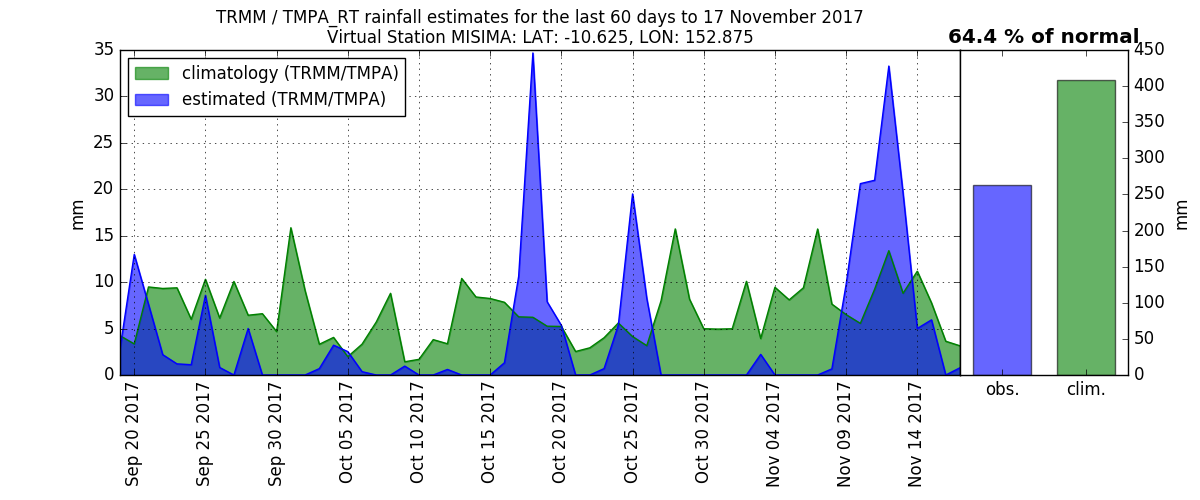 TRMM / TMPA_RT rainfall estimates for the last 60 days to 17 November 2017
Virtual Station MISIMA: LAT: -10.625, LON: 152.875
64.4 % of normal
climatology (TRMM/TMPA)
estimated (TRMM/TMPA)
35
30
25
20
15
10
5
0
mm
Sep 20 2017
Sep 25 2017
Sep 30 2017
Oct 05 2017
Oct 10 2017
Oct 15 2017
Oct 20 2017
Oct 25 2017
Oct 30 2017
Nov 04 2017
Nov 09 2017
Nov 14 2017
450
400
350
300
250
200
150
100
50
0
mm
obs.
clim.